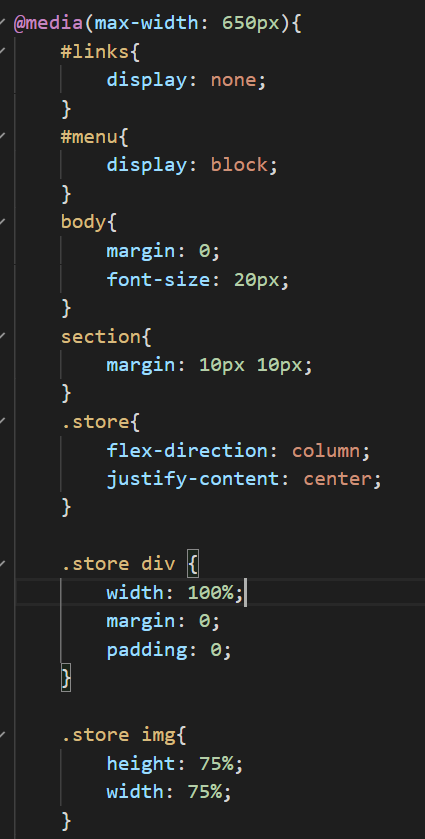 @media(max-width: 650px){
#links{
display: none;
}
#menu{
display: block;
}
body{
margin: 0;
font-size: 20px;
}
section{
margin: 10px 10px;
}
.store{
flex-direction: column;
justify-content: center;
}
.store div {
width: 100%;
margin: 0;
padding: 0;
}
.store img{
height: 75%;
width: 75%;
}